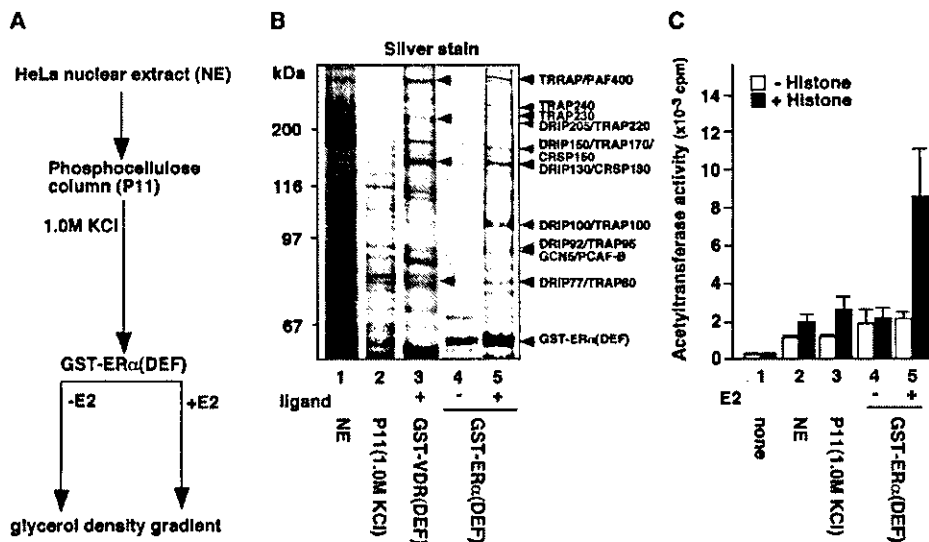 A
HeLa nuclear extract (NE)
Phosphocellulose
column (P11)
1.0M KCl
GST-ERα(DEF)
-E2
+E2
glycerol density gradient
B
Silver stain
kDa
200
116
97
67
TRRAP/PAF400
TRAP240
TRAP230
DRIP205/TRAP220
DRIP150/TRAP170/
CRSP150
DRIP130/CRSP130
DRIP100/TRAP100
DRIP92/TRAP95
GCN5/PCAF-B
DRIP77/TRAP80
GST-ERα(DEF)
1 2 3 4 5
ligand + - +
NE
P11(1.0M KCl)
GST-VDR(DEF)
GST-ERα(DEF)
C
Acetyltransferase activity (x10-3 cpm)
- Histone
+ Histone
14
12
10
8
6
4
2
0
1 2 3 4 5
E2 - +
none
NE
P11(1.0M KCl)
GST-ERα(DEF)